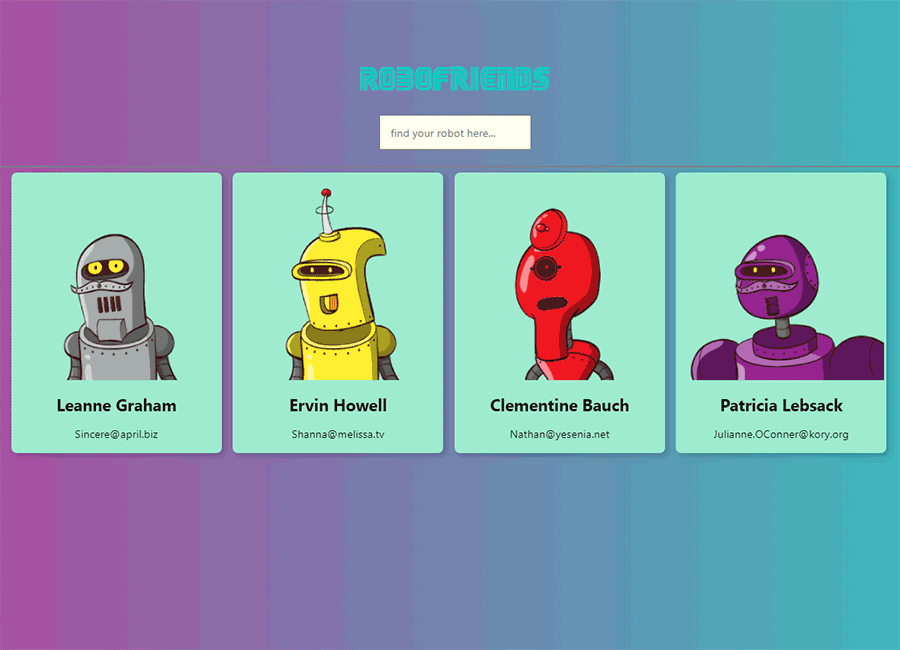 ROBOFRIENDS
find your robot here...
Leanne Graham
Sincere@april.biz
Ervin Howell
Shanna@melissa.tv
Clementine Bauch
Nathan@yesenia.net
Patricia Lebsack
Julianne.OConner@kory.org